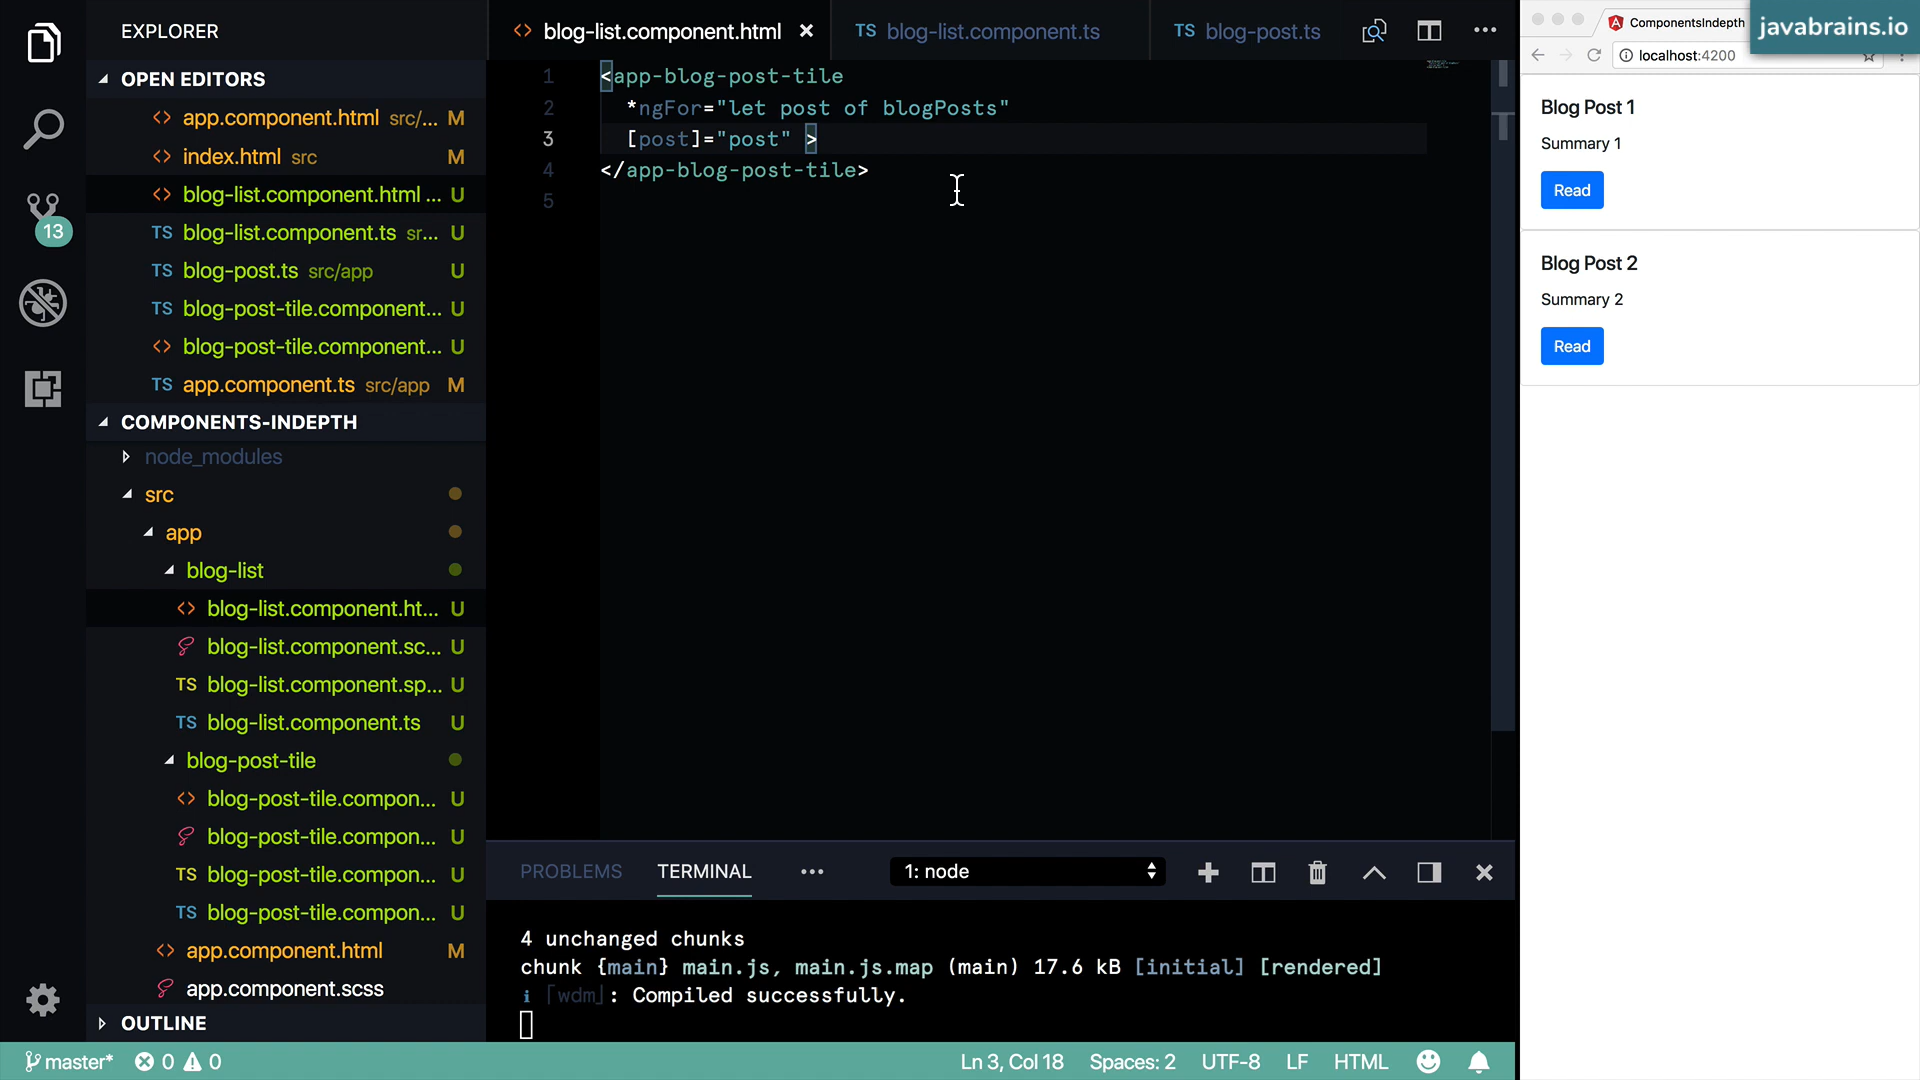 EXPLORER
OPEN EDITORS
app.component.html src/... M
index.html src M
blog-list.component.html ... U
TS blog-list.component.ts sr... U
TS blog-post.ts src/app U
TS blog-post-tile.component... U
blog-post-tile.component... U
TS app.component.ts src/app M
COMPONENTS-INDEPTH
node_modules
src
app
blog-list
blog-list.component.ht... U
blog-list.component.sc... U
TS blog-list.component.sp... U
TS blog-list.component.ts U
blog-post-tile
blog-post-tile.compon... U
blog-post-tile.compon... U
TS blog-post-tile.compon... U
TS blog-post-tile.compon... U
app.component.html M
app.component.scss
OUTLINE
13
blog-list.component.html
TS blog-list.component.ts
TS blog-post.ts
1 <app-blog-post-tile
2 *ngFor="let post of blogPosts"
3 [post]="post" >
4 </app-blog-post-tile>
5
PROBLEMS TERMINAL ... 1: node
4 unchanged chunks
chunk {main} main.js, main.js.map (main) 17.6 kB [initial] [rendered]
i ｢wdm｣: Compiled successfully.
master* 0 0 Ln 3, Col 18 Spaces: 2 UTF-8 LF HTML
ComponentsIndepth
javabrains.io
localhost:4200
Blog Post 1
Summary 1
Read
Blog Post 2
Summary 2
Read